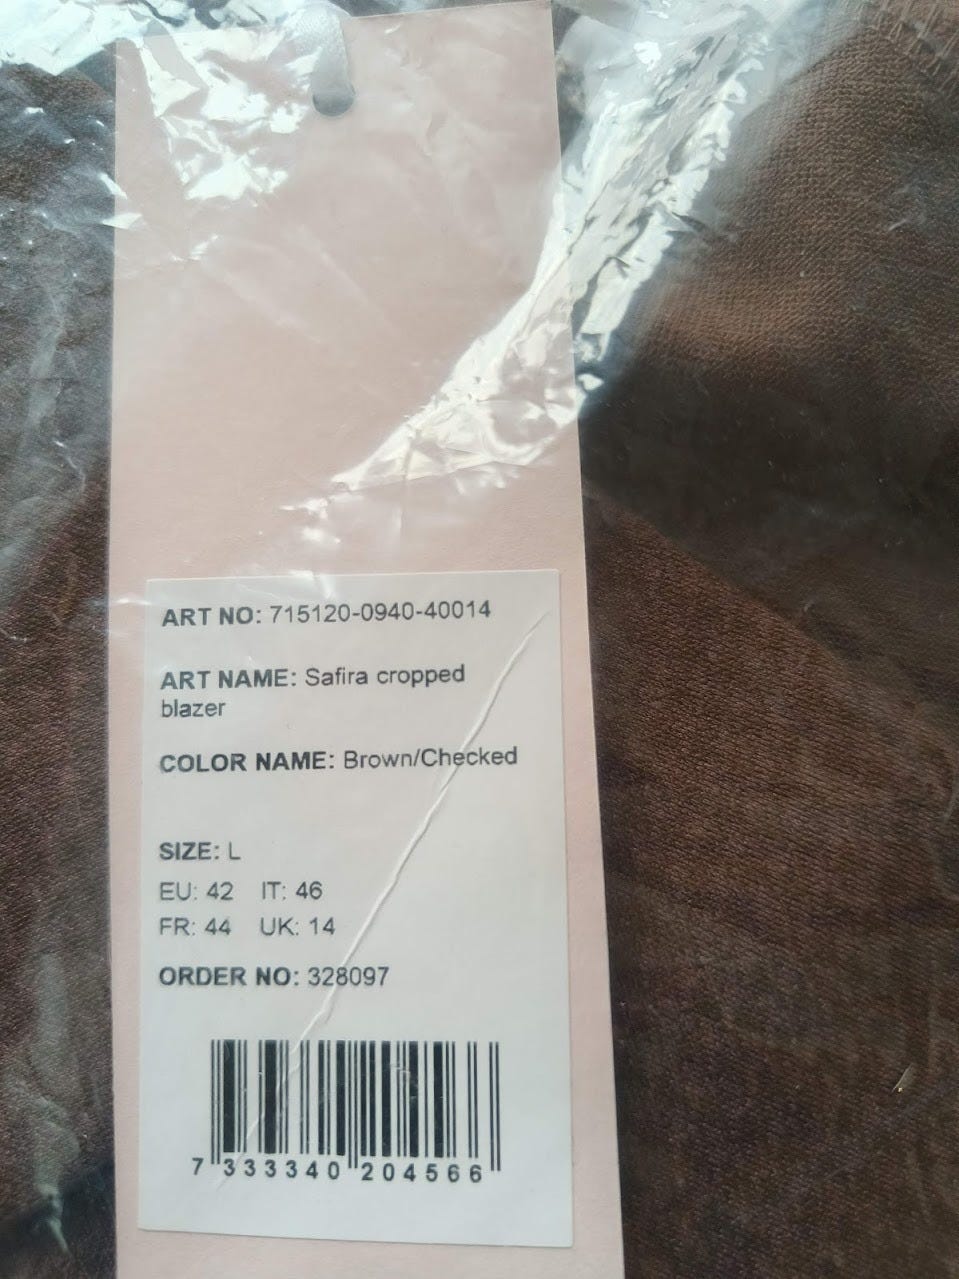 ART NO: 715120-0940-40014
ART NAME: Safira cropped
blazer
COLOR NAME: Brown/Checked
SIZE: L
EU: 42 IT: 46
FR: 44 UK: 14
ORDER NO: 328097
7 333340 204566